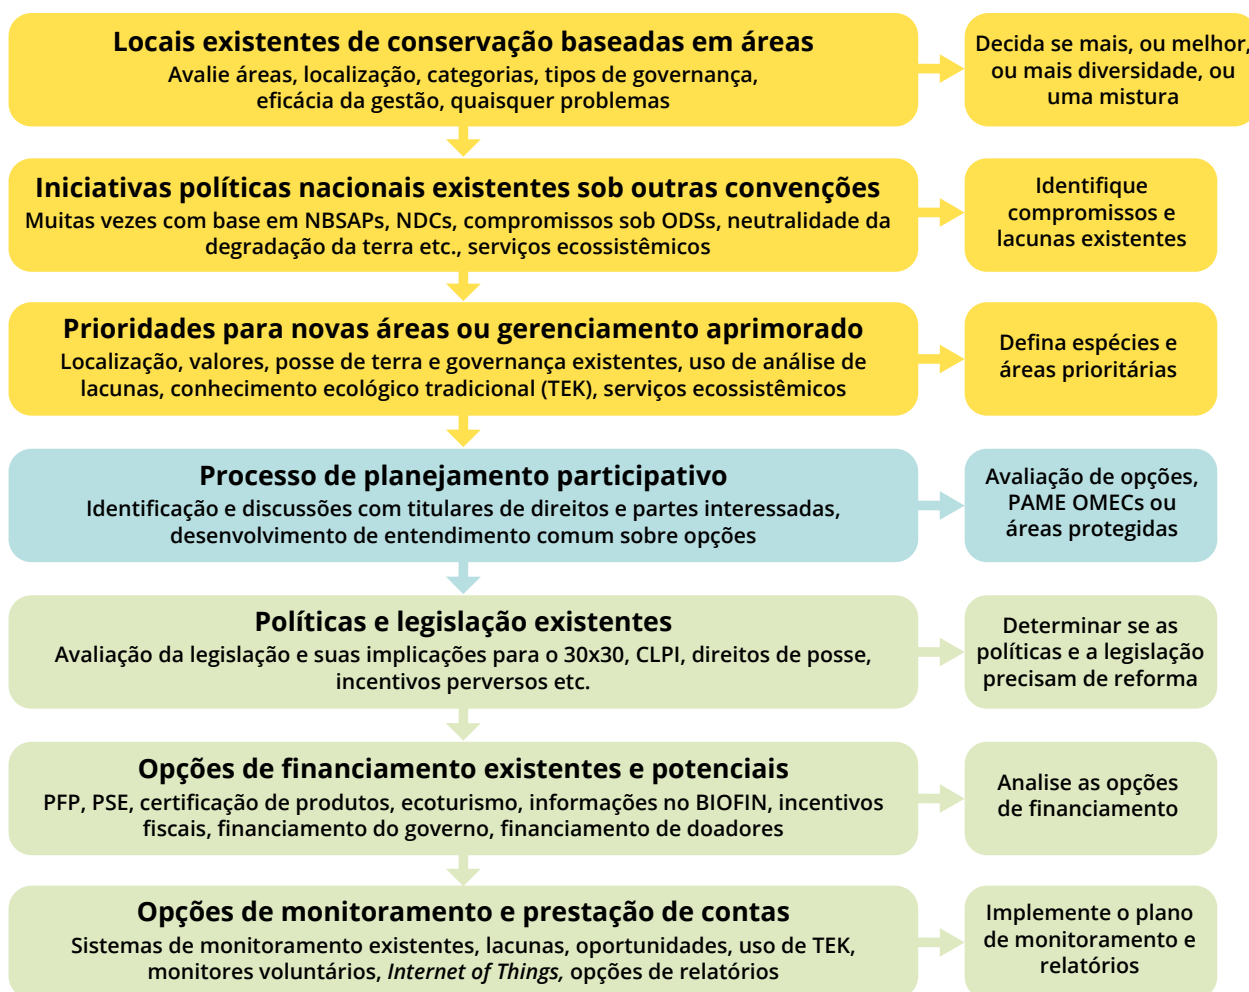 Locais existentes de conservação baseadas em áreas
Avalie áreas, localização, categorias, tipos de governança,
eficácia da gestão, quaisquer problemas
Decida se mais, ou melhor,
ou mais diversidade, ou
uma mistura
Iniciativas políticas nacionais existentes sob outras convenções
Muitas vezes com base em NBSAPs, NDCs, compromissos sob ODSs, neutralidade da
degradação da terra etc., serviços ecossistêmicos
Identifique
compromissos e
lacunas existentes
Prioridades para novas áreas ou gerenciamento aprimorado
Localização, valores, posse de terra e governança existentes, uso de análise de
lacunas, conhecimento ecológico tradicional (TEK), serviços ecossistêmicos
Defina espécies e
áreas prioritárias
Processo de planejamento participativo
Identificação e discussões com titulares de direitos e partes interessadas,
desenvolvimento de entendimento comum sobre opções
Avaliação de opções,
PAME OMECs ou
áreas protegidas
Políticas e legislação existentes
Avaliação da legislação e suas implicações para o 30x30, CLPI, direitos de posse,
incentivos perversos etc.
Determinar se as
políticas e a legislação
precisam de reforma
Opções de financiamento existentes e potenciais
PFP, PSE, certificação de produtos, ecoturismo, informações no BIOFIN, incentivos
fiscais, financiamento do governo, financiamento de doadores
Analise as opções
de financiamento
Opções de monitoramento e prestação de contas
Sistemas de monitoramento existentes, lacunas, oportunidades, uso de TEK,
monitores voluntários, Internet of Things, opções de relatórios
Implemente o plano
de monitoramento e
relatórios